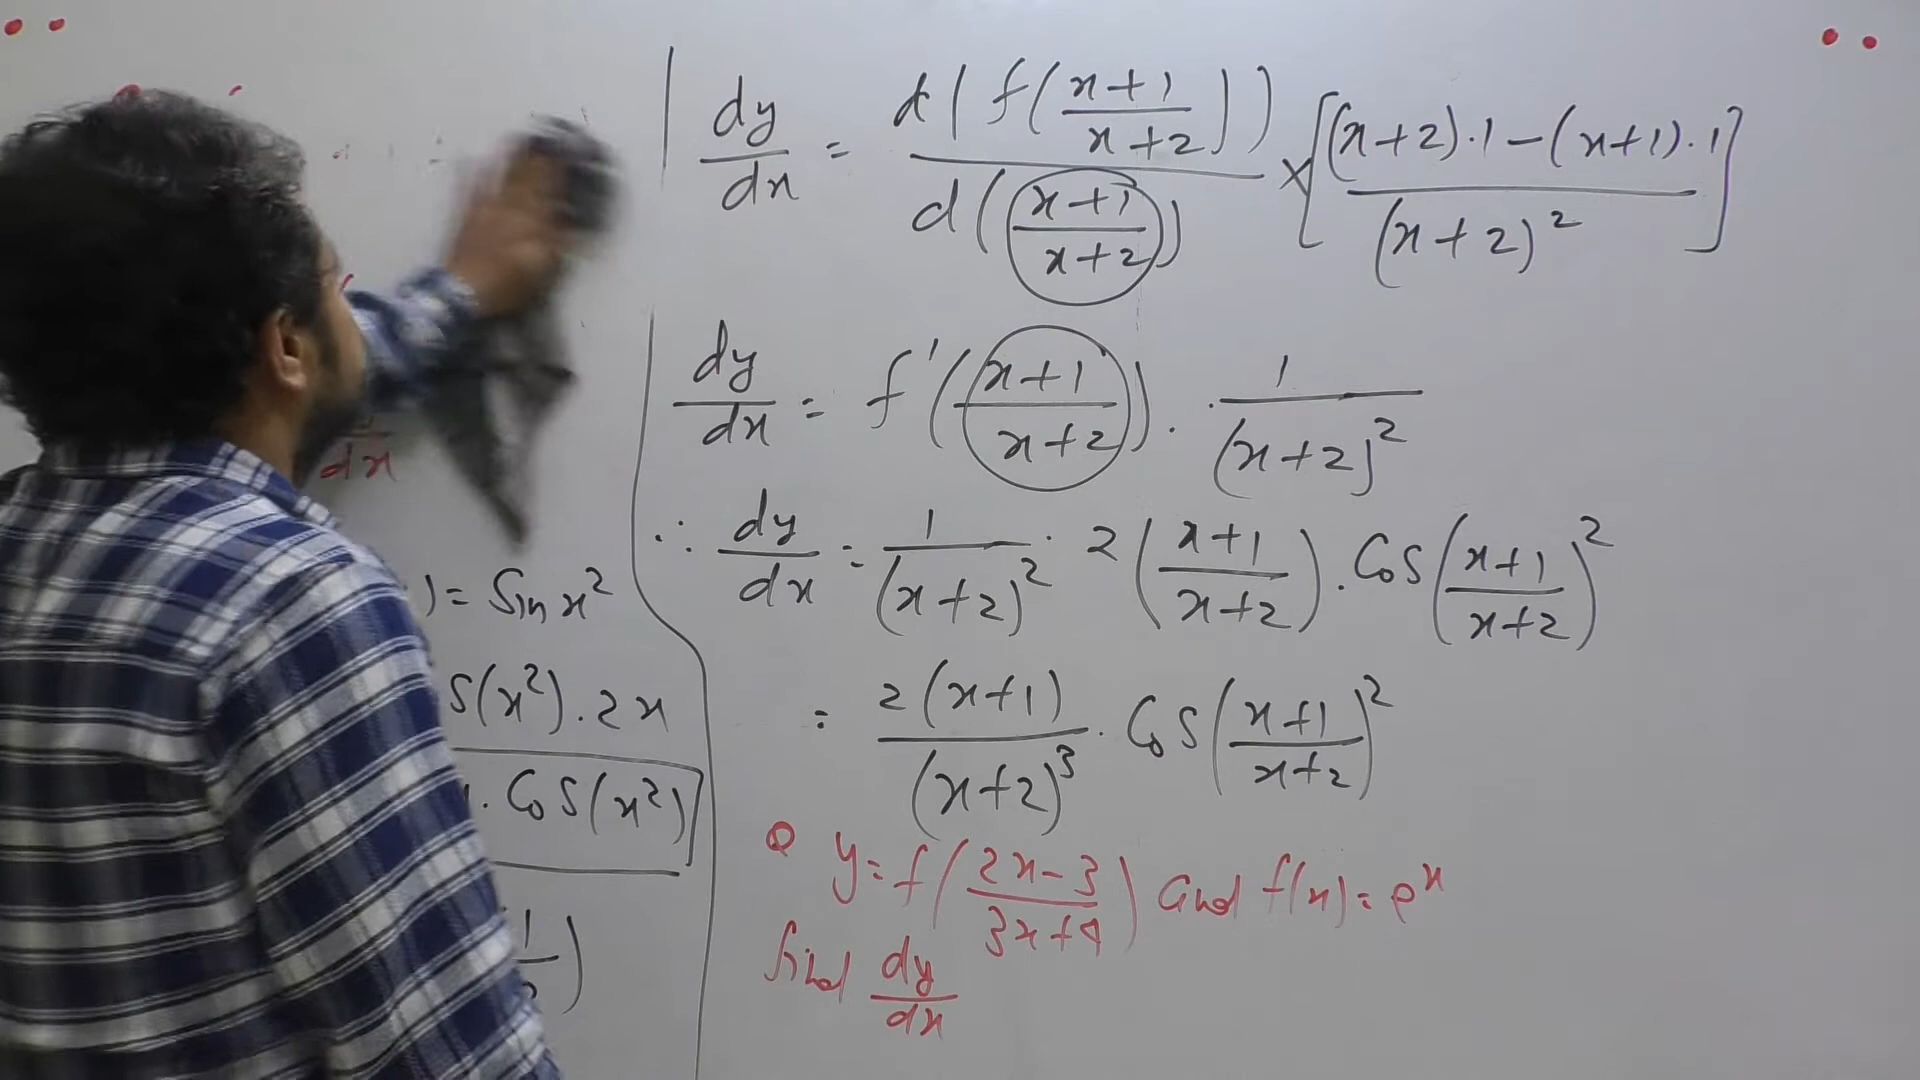 dy/dx = d(f((x+1)/(x+2)))/d((x+1)/(x+2)) × [((x+2)·1-(x+1)·1)/(x+2)²]
dy/dx = f'((x+1)/(x+2)) · 1/(x+2)²
∴ dy/dx = 1/(x+2)² · 2((x+1)/(x+2)) · Cos((x+1)/(x+2))²
= 2(x+1)/(x+2)³ · Cos((x+1)/(x+2))²
Q y=f((2x-3)/(3x+4)) and f(x)=e^x
find dy/dx
dx
)= Sin x²
S(x²).2x
. Cos(x²)